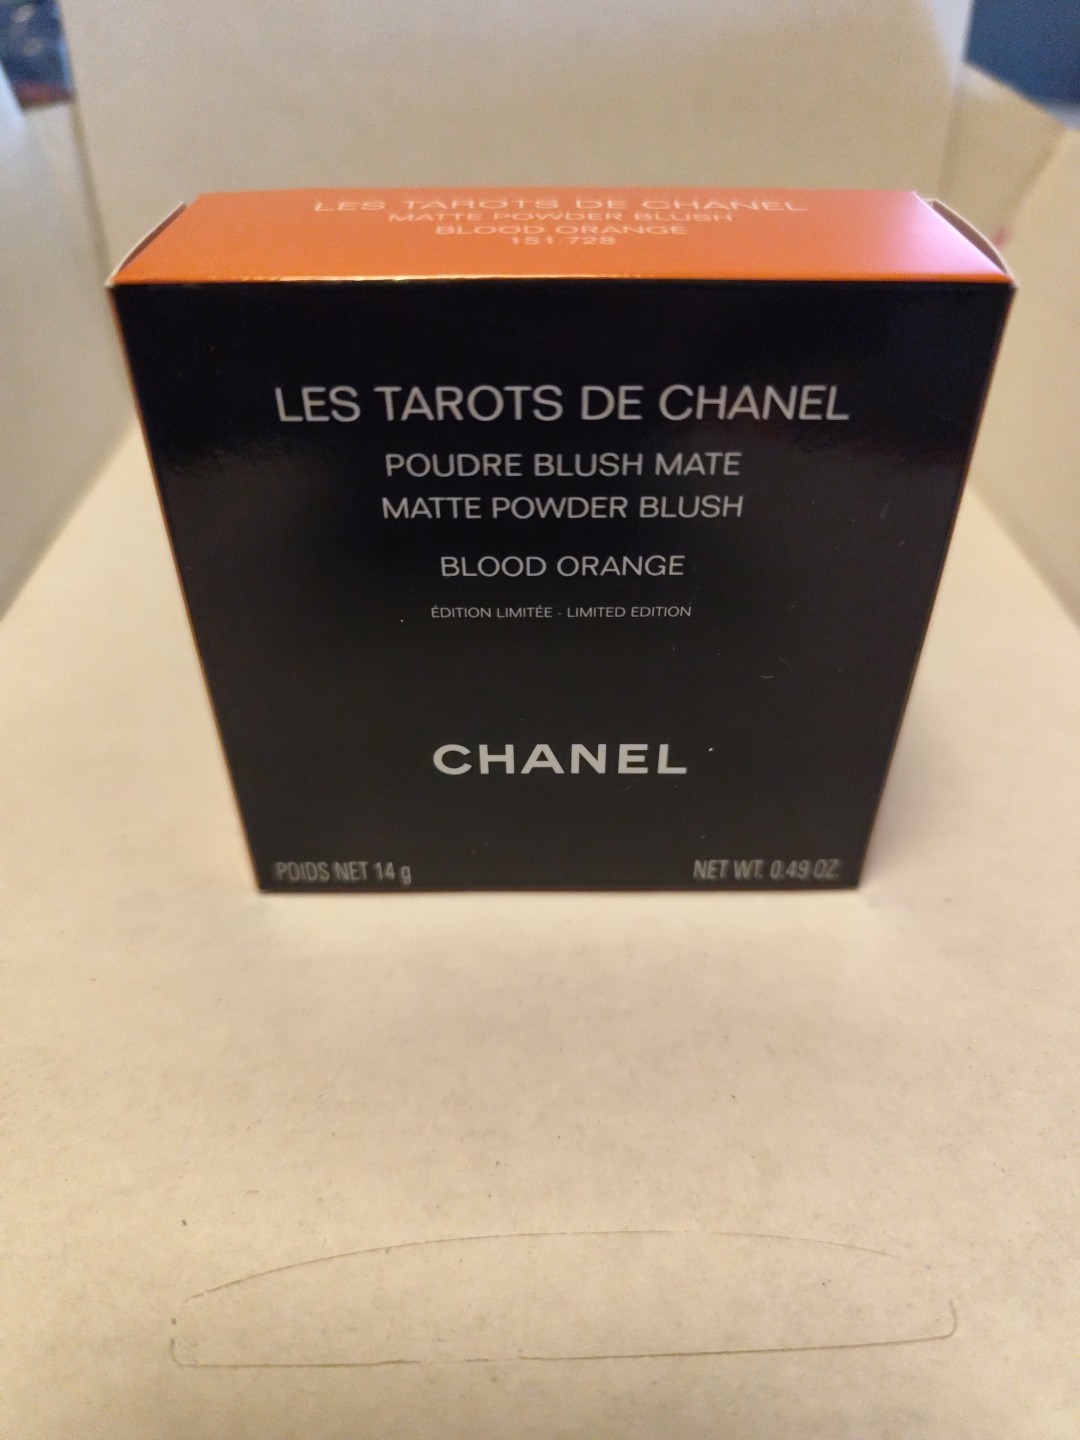 LES TAROTS DE CHANEL
MATTE POWDER BLUSH
BLOOD ORANGE
151.728
LES TAROTS DE CHANEL
POUDRE BLUSH MATE
MATTE POWDER BLUSH
BLOOD ORANGE
ÉDITION LIMITÉE - LIMITED EDITION
CHANEL
POIDS NET 14 g
NET WT. 0.49 OZ.